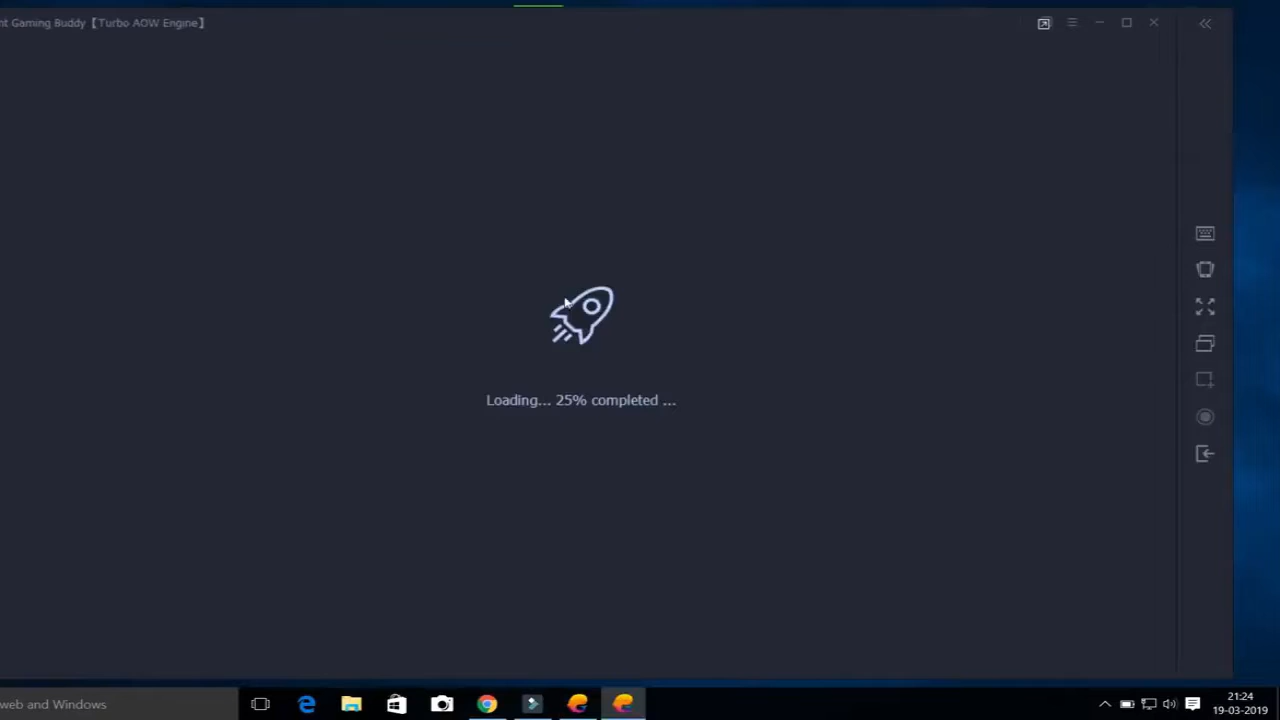 nt Gaming Buddy【Turbo AOW Engine】
Loading... 25% completed ...
web and Windows
21:24
19-03-2019